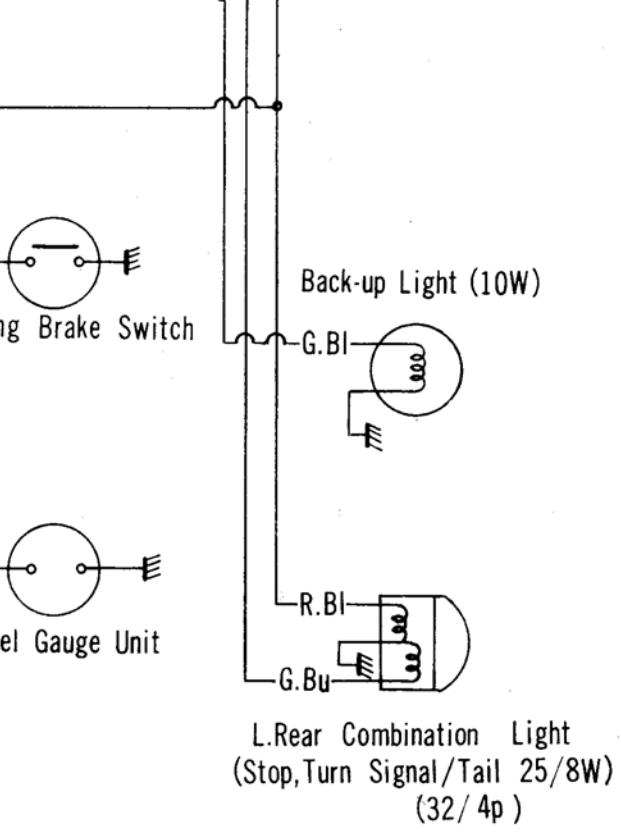 Back-up Light (10W)
ng Brake Switch
G.Bl
R.Bl
el Gauge Unit
G.Bu
L.Rear Combination Light
(Stop,Turn Signal/Tail 25/8W)
(32/4p)